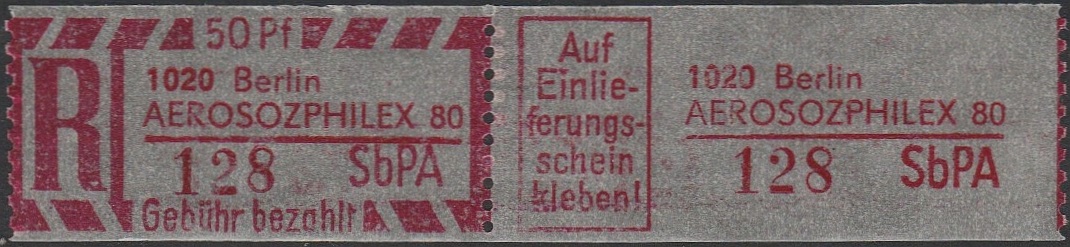 R
50 Pf
1020 Berlin
AEROSOZPHILEX 80
128 SbPA
Gebühr bezahlt
Auf
Einlie-
ferungs-
schein
kleben!
1020 Berlin
AEROSOZPHILEX 80
128 SbPA